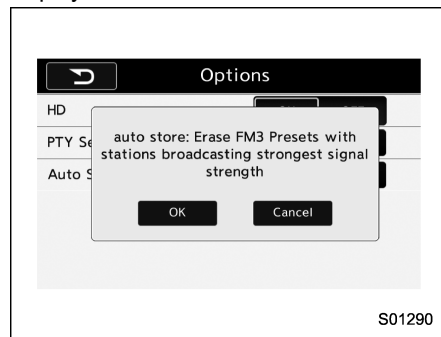 Options
HD
PTY Se
auto store: Erase FM3 Presets with
stations broadcasting strongest signal
strength
Auto S
OK
Cancel
S01290